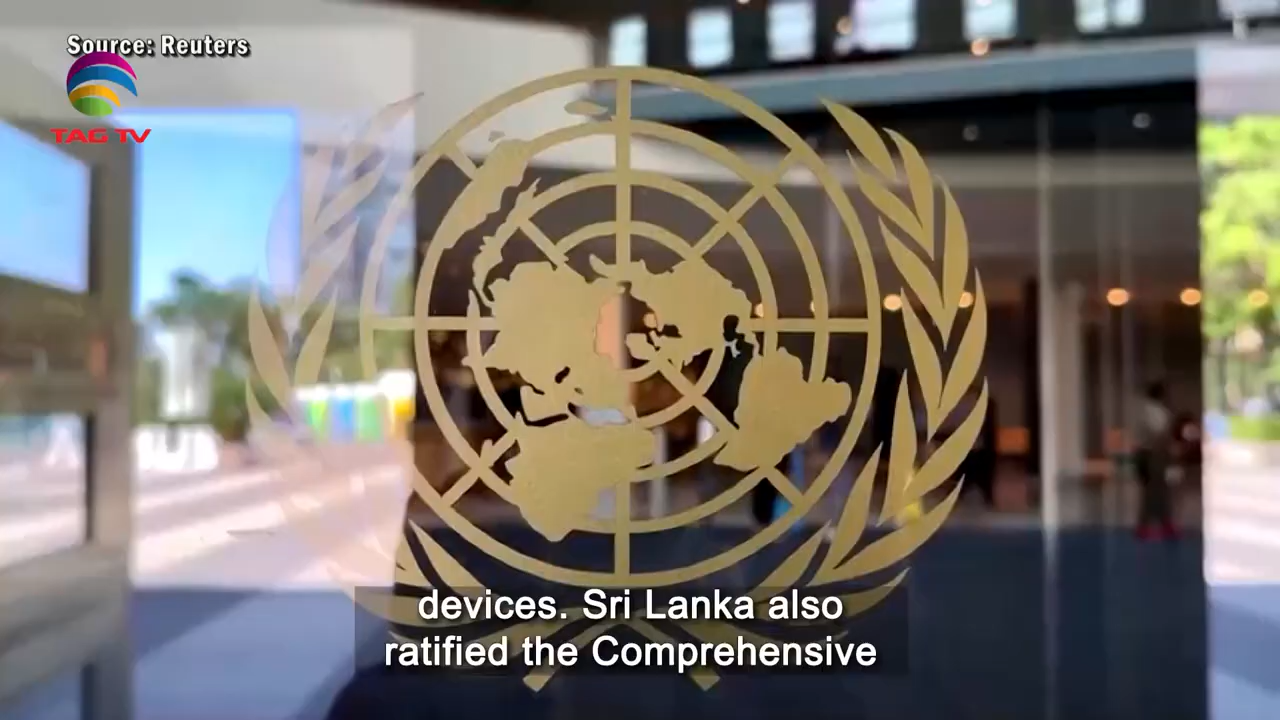 Source: Reuters
TAG TV
devices. Sri Lanka also
ratified the Comprehensive